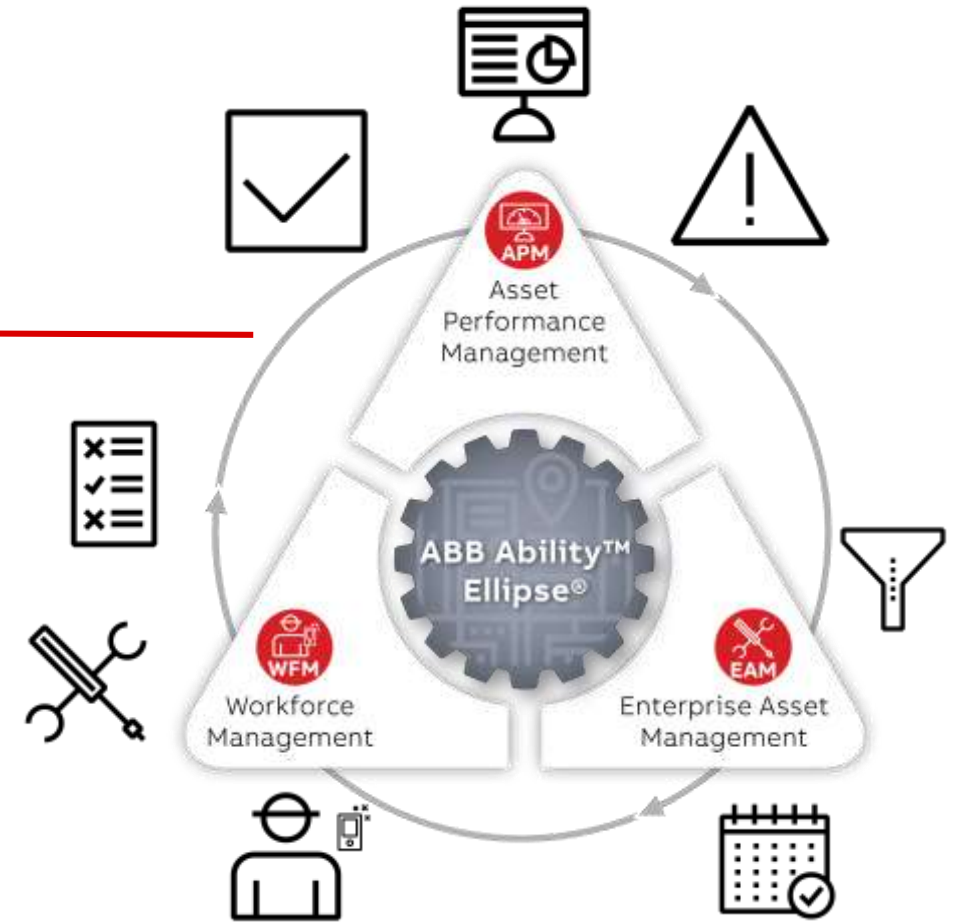 APM
Asset
Performance
Management
ABB Ability™
Ellipse®
WFM
Workforce
Management
EAM
Enterprise Asset
Management